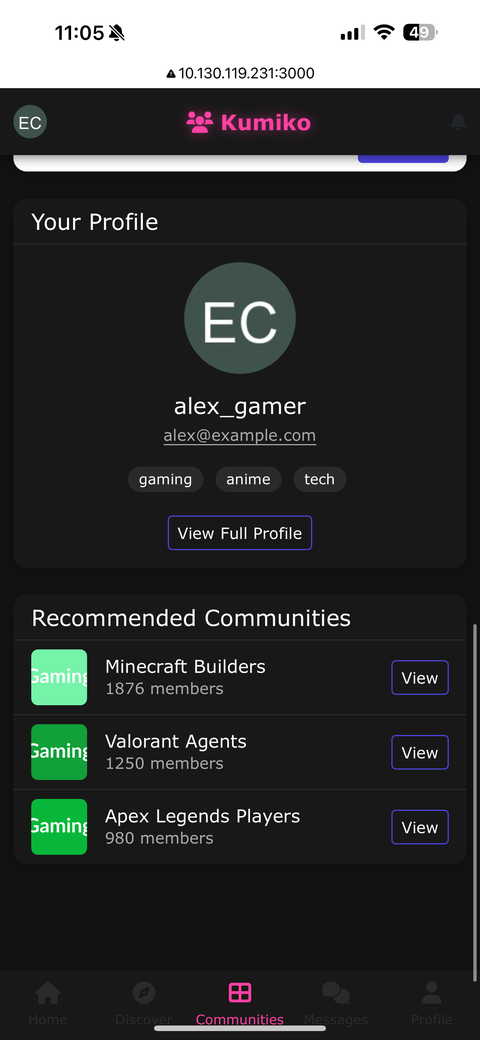 11:05
49
10.130.119.231:3000
EC
Kumiko
Your Profile
EC
alex_gamer
alex@example.com
gaming anime tech
View Full Profile
Recommended Communities
Gaming
Minecraft Builders
1876 members
View
Gaming
Valorant Agents
1250 members
View
Gaming
Apex Legends Players
980 members
View
Home Discover Communities Messages Profile